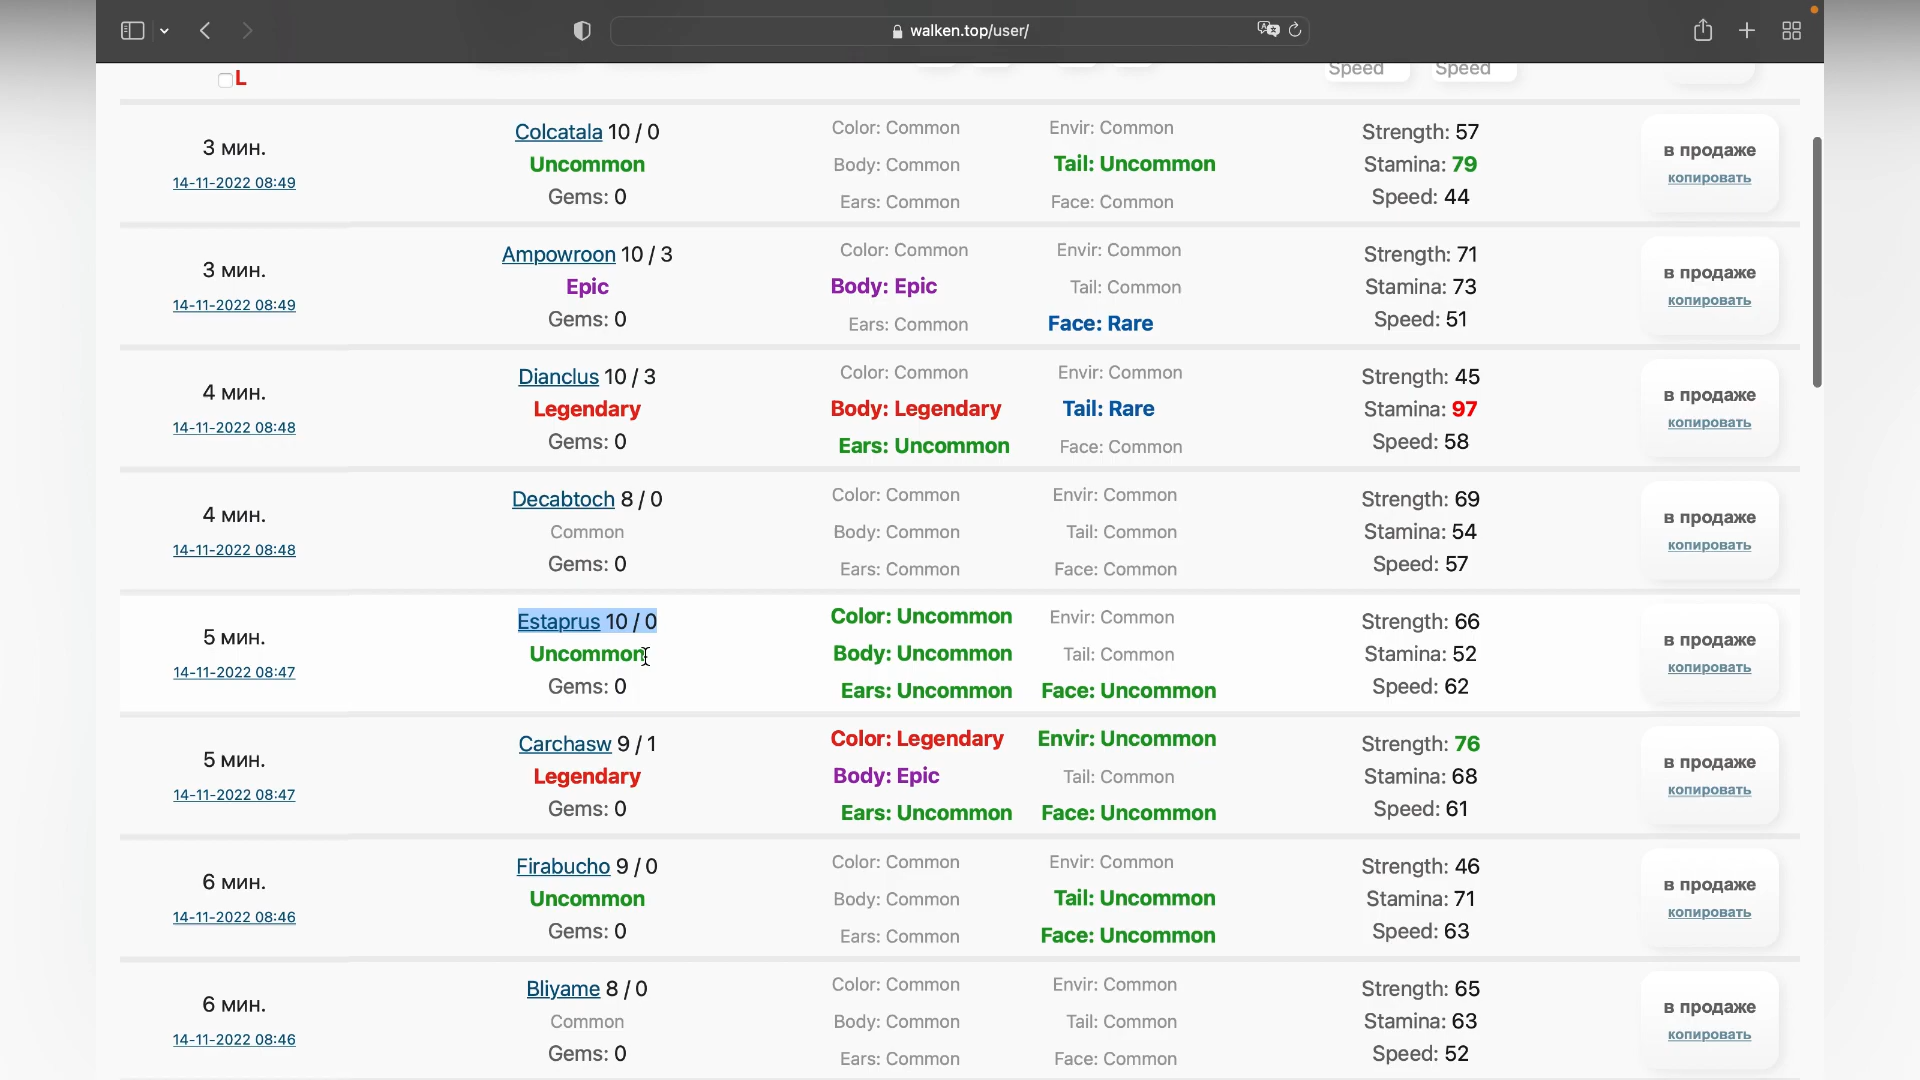 walken.top/user/
L
Speed Speed
3 мин.
14-11-2022 08:49
Colcatala 10 / 0
Uncommon
Gems: 0
Color: Common Envir: Common
Body: Common Tail: Uncommon
Ears: Common Face: Common
Strength: 57
Stamina: 79
Speed: 44
в продаже
копировать
3 мин.
14-11-2022 08:49
Ampowroon 10 / 3
Epic
Gems: 0
Color: Common Envir: Common
Body: Epic Tail: Common
Ears: Common Face: Rare
Strength: 71
Stamina: 73
Speed: 51
в продаже
копировать
4 мин.
14-11-2022 08:48
Dianclus 10 / 3
Legendary
Gems: 0
Color: Common Envir: Common
Body: Legendary Tail: Rare
Ears: Uncommon Face: Common
Strength: 45
Stamina: 97
Speed: 58
в продаже
копировать
4 мин.
14-11-2022 08:48
Decabtoch 8 / 0
Common
Gems: 0
Color: Common Envir: Common
Body: Common Tail: Common
Ears: Common Face: Common
Strength: 69
Stamina: 54
Speed: 57
в продаже
копировать
5 мин.
14-11-2022 08:47
Estaprus 10 / 0
Uncommon
Gems: 0
Color: Uncommon Envir: Common
Body: Uncommon Tail: Common
Ears: Uncommon Face: Uncommon
Strength: 66
Stamina: 52
Speed: 62
в продаже
копировать
5 мин.
14-11-2022 08:47
Carchasw 9 / 1
Legendary
Gems: 0
Color: Legendary Envir: Uncommon
Body: Epic Tail: Common
Ears: Uncommon Face: Uncommon
Strength: 76
Stamina: 68
Speed: 61
в продаже
копировать
6 мин.
14-11-2022 08:46
Firabucho 9 / 0
Uncommon
Gems: 0
Color: Common Envir: Common
Body: Common Tail: Uncommon
Ears: Common Face: Uncommon
Strength: 46
Stamina: 71
Speed: 63
в продаже
копировать
6 мин.
14-11-2022 08:46
Bliyame 8 / 0
Common
Gems: 0
Color: Common Envir: Common
Body: Common Tail: Common
Ears: Common Face: Common
Strength: 65
Stamina: 63
Speed: 52
в продаже
копировать